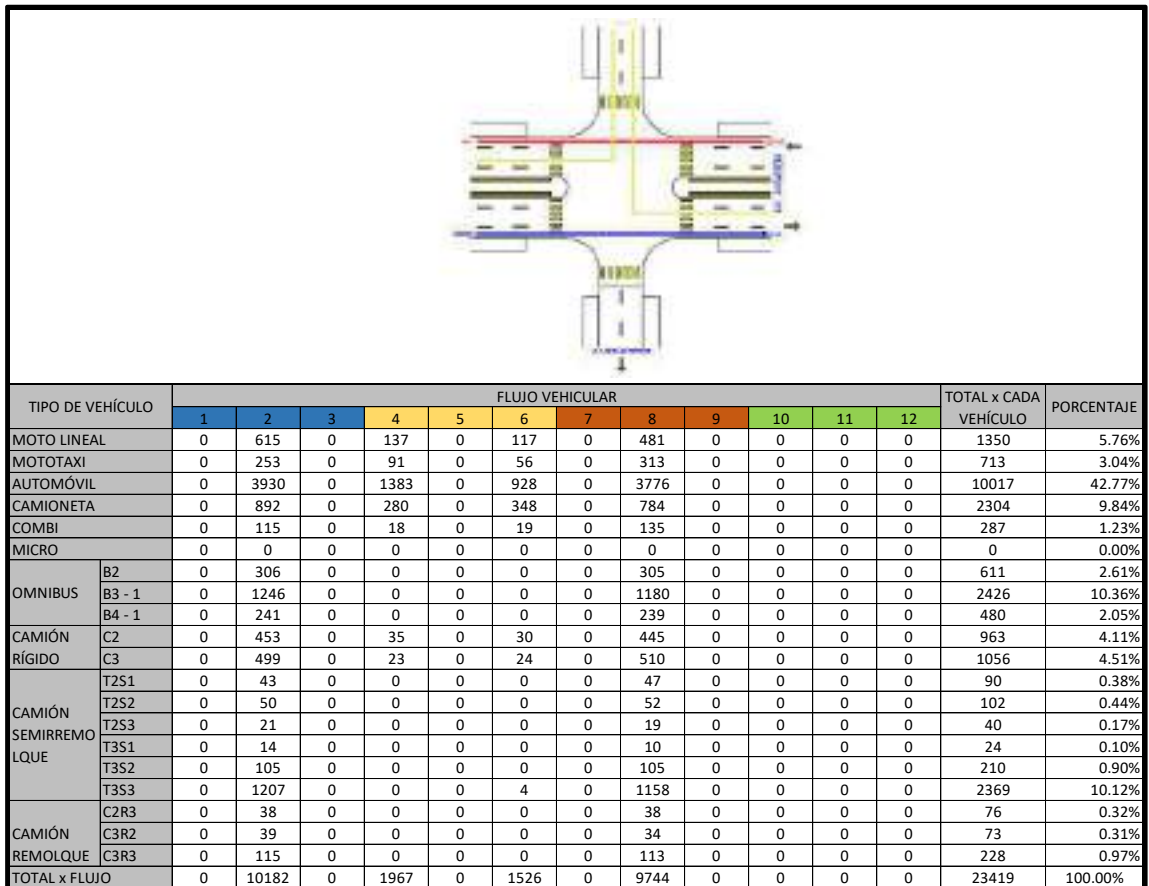 TIPO DE VEHÍCULO FLUJO VEHICULAR TOTAL x CADA VEHÍCULO PORCENTAJE
1 2 3 4 5 6 7 8 9 10 11 12
MOTO LINEAL 0 615 0 137 0 117 0 481 0 0 0 0 1350 5.76%
MOTOTAXI 0 253 0 91 0 56 0 313 0 0 0 0 713 3.04%
AUTOMÓVIL 0 3930 0 1383 0 928 0 3776 0 0 0 0 10017 42.77%
CAMIONETA 0 892 0 280 0 348 0 784 0 0 0 0 2304 9.84%
COMBI 0 115 0 18 0 19 0 135 0 0 0 0 287 1.23%
MICRO 0 0 0 0 0 0 0 0 0 0 0 0 0 0.00%
OMNIBUS B2 0 306 0 0 0 0 0 305 0 0 0 0 611 2.61%
B3 - 1 0 1246 0 0 0 0 0 1180 0 0 0 0 2426 10.36%
B4 - 1 0 241 0 0 0 0 0 239 0 0 0 0 480 2.05%
CAMIÓN RÍGIDO C2 0 453 0 35 0 30 0 445 0 0 0 0 963 4.11%
C3 0 499 0 23 0 24 0 510 0 0 0 0 1056 4.51%
CAMIÓN SEMIRREMO LQUE T2S1 0 43 0 0 0 0 0 47 0 0 0 0 90 0.38%
T2S2 0 50 0 0 0 0 0 52 0 0 0 0 102 0.44%
T2S3 0 21 0 0 0 0 0 19 0 0 0 0 40 0.17%
T3S1 0 14 0 0 0 0 0 10 0 0 0 0 24 0.10%
T3S2 0 105 0 0 0 0 0 105 0 0 0 0 210 0.90%
T3S3 0 1207 0 0 0 4 0 1158 0 0 0 0 2369 10.12%
CAMIÓN REMOLQUE C2R3 0 38 0 0 0 0 0 38 0 0 0 0 76 0.32%
C3R2 0 39 0 0 0 0 0 34 0 0 0 0 73 0.31%
C3R3 0 115 0 0 0 0 0 113 0 0 0 0 228 0.97%
TOTAL x FLUJO 0 10182 0 1967 0 1526 0 9744 0 0 0 0 23419 100.00%